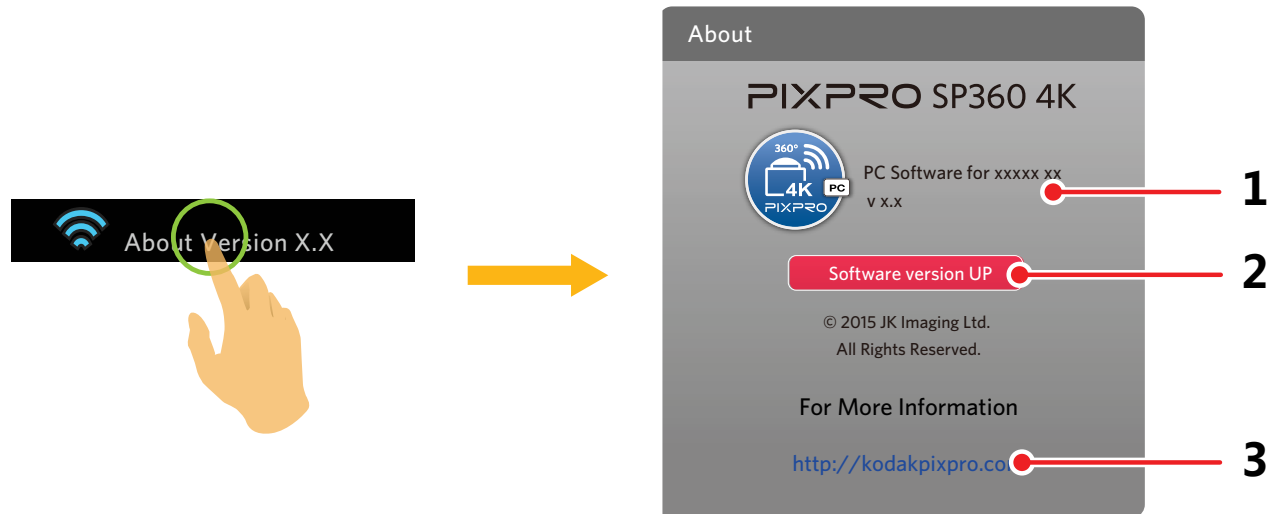 About Version X.X
About
PIXPRO SP360 4K
360°
4K
PC
PIXPRO
PC Software for xxxxx xx
v x.x
1
Software version UP
2
© 2015 JK Imaging Ltd.
All Rights Reserved.
For More Information
http://kodakpixpro.co
3